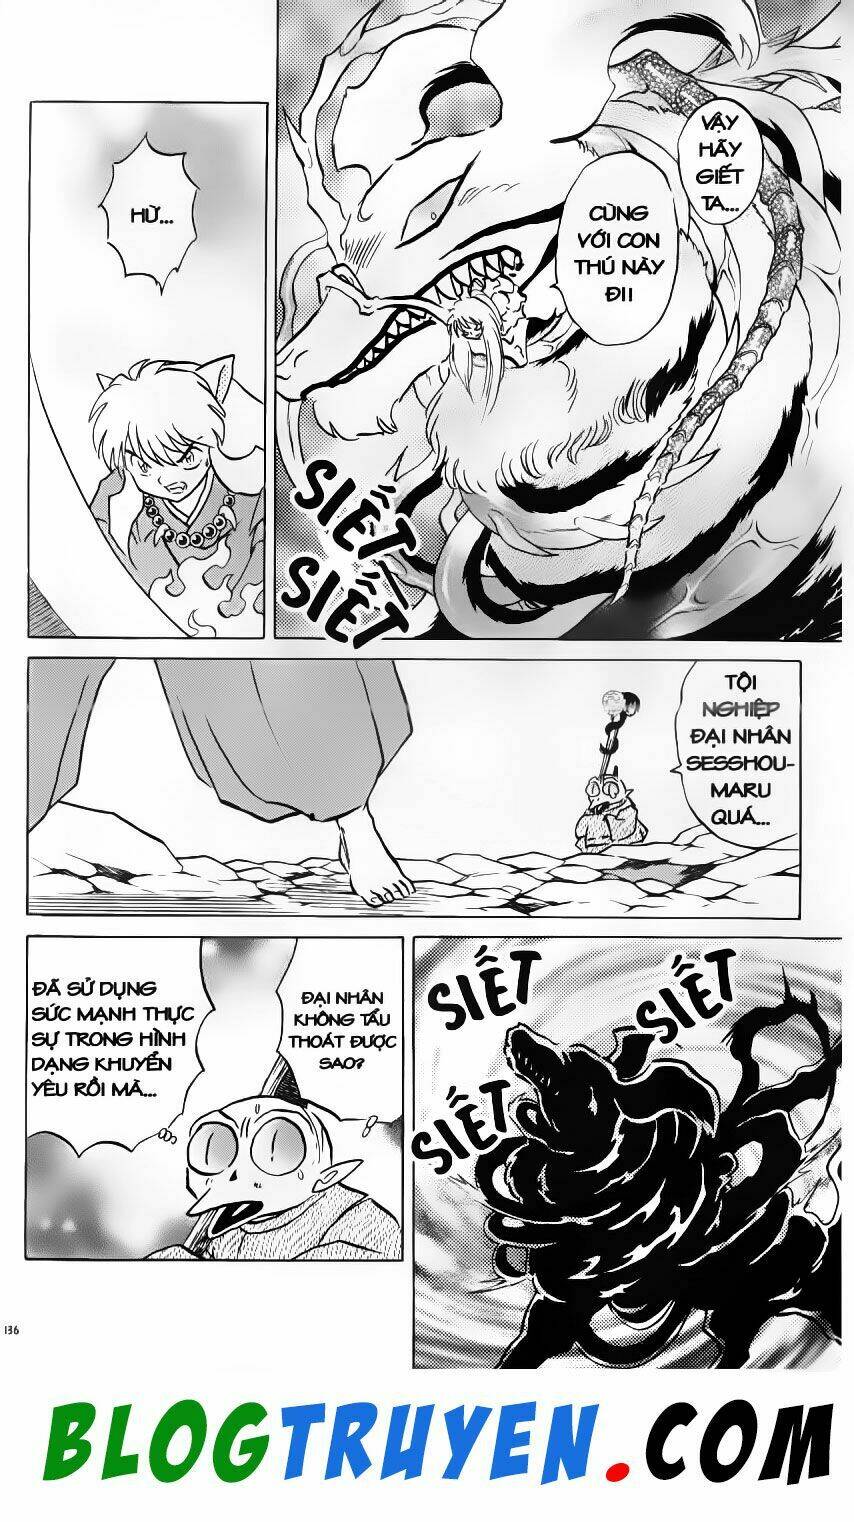 VẬY
HÃY
GIẾT
TA...
CÙNG
VỚI CON
THÚ NÀY
ĐI!
HỪ...
SIẾT
SIẾT
TỘI
NGHIỆP
ĐẠI NHÂN
SESSHOU-
MARU
QUÁ...
ĐẠI NHÂN
KHÔNG TẨU
THOÁT ĐƯỢC
SAO?
ĐÃ SỬ DỤNG
SỨC MẠNH THỰC
SỰ TRONG HÌNH
DẠNG KHUYỂN
YÊU RỒI MÀ...
SIẾT
SIẾT
SIẾT
136
BLOGTRUYEN.COM